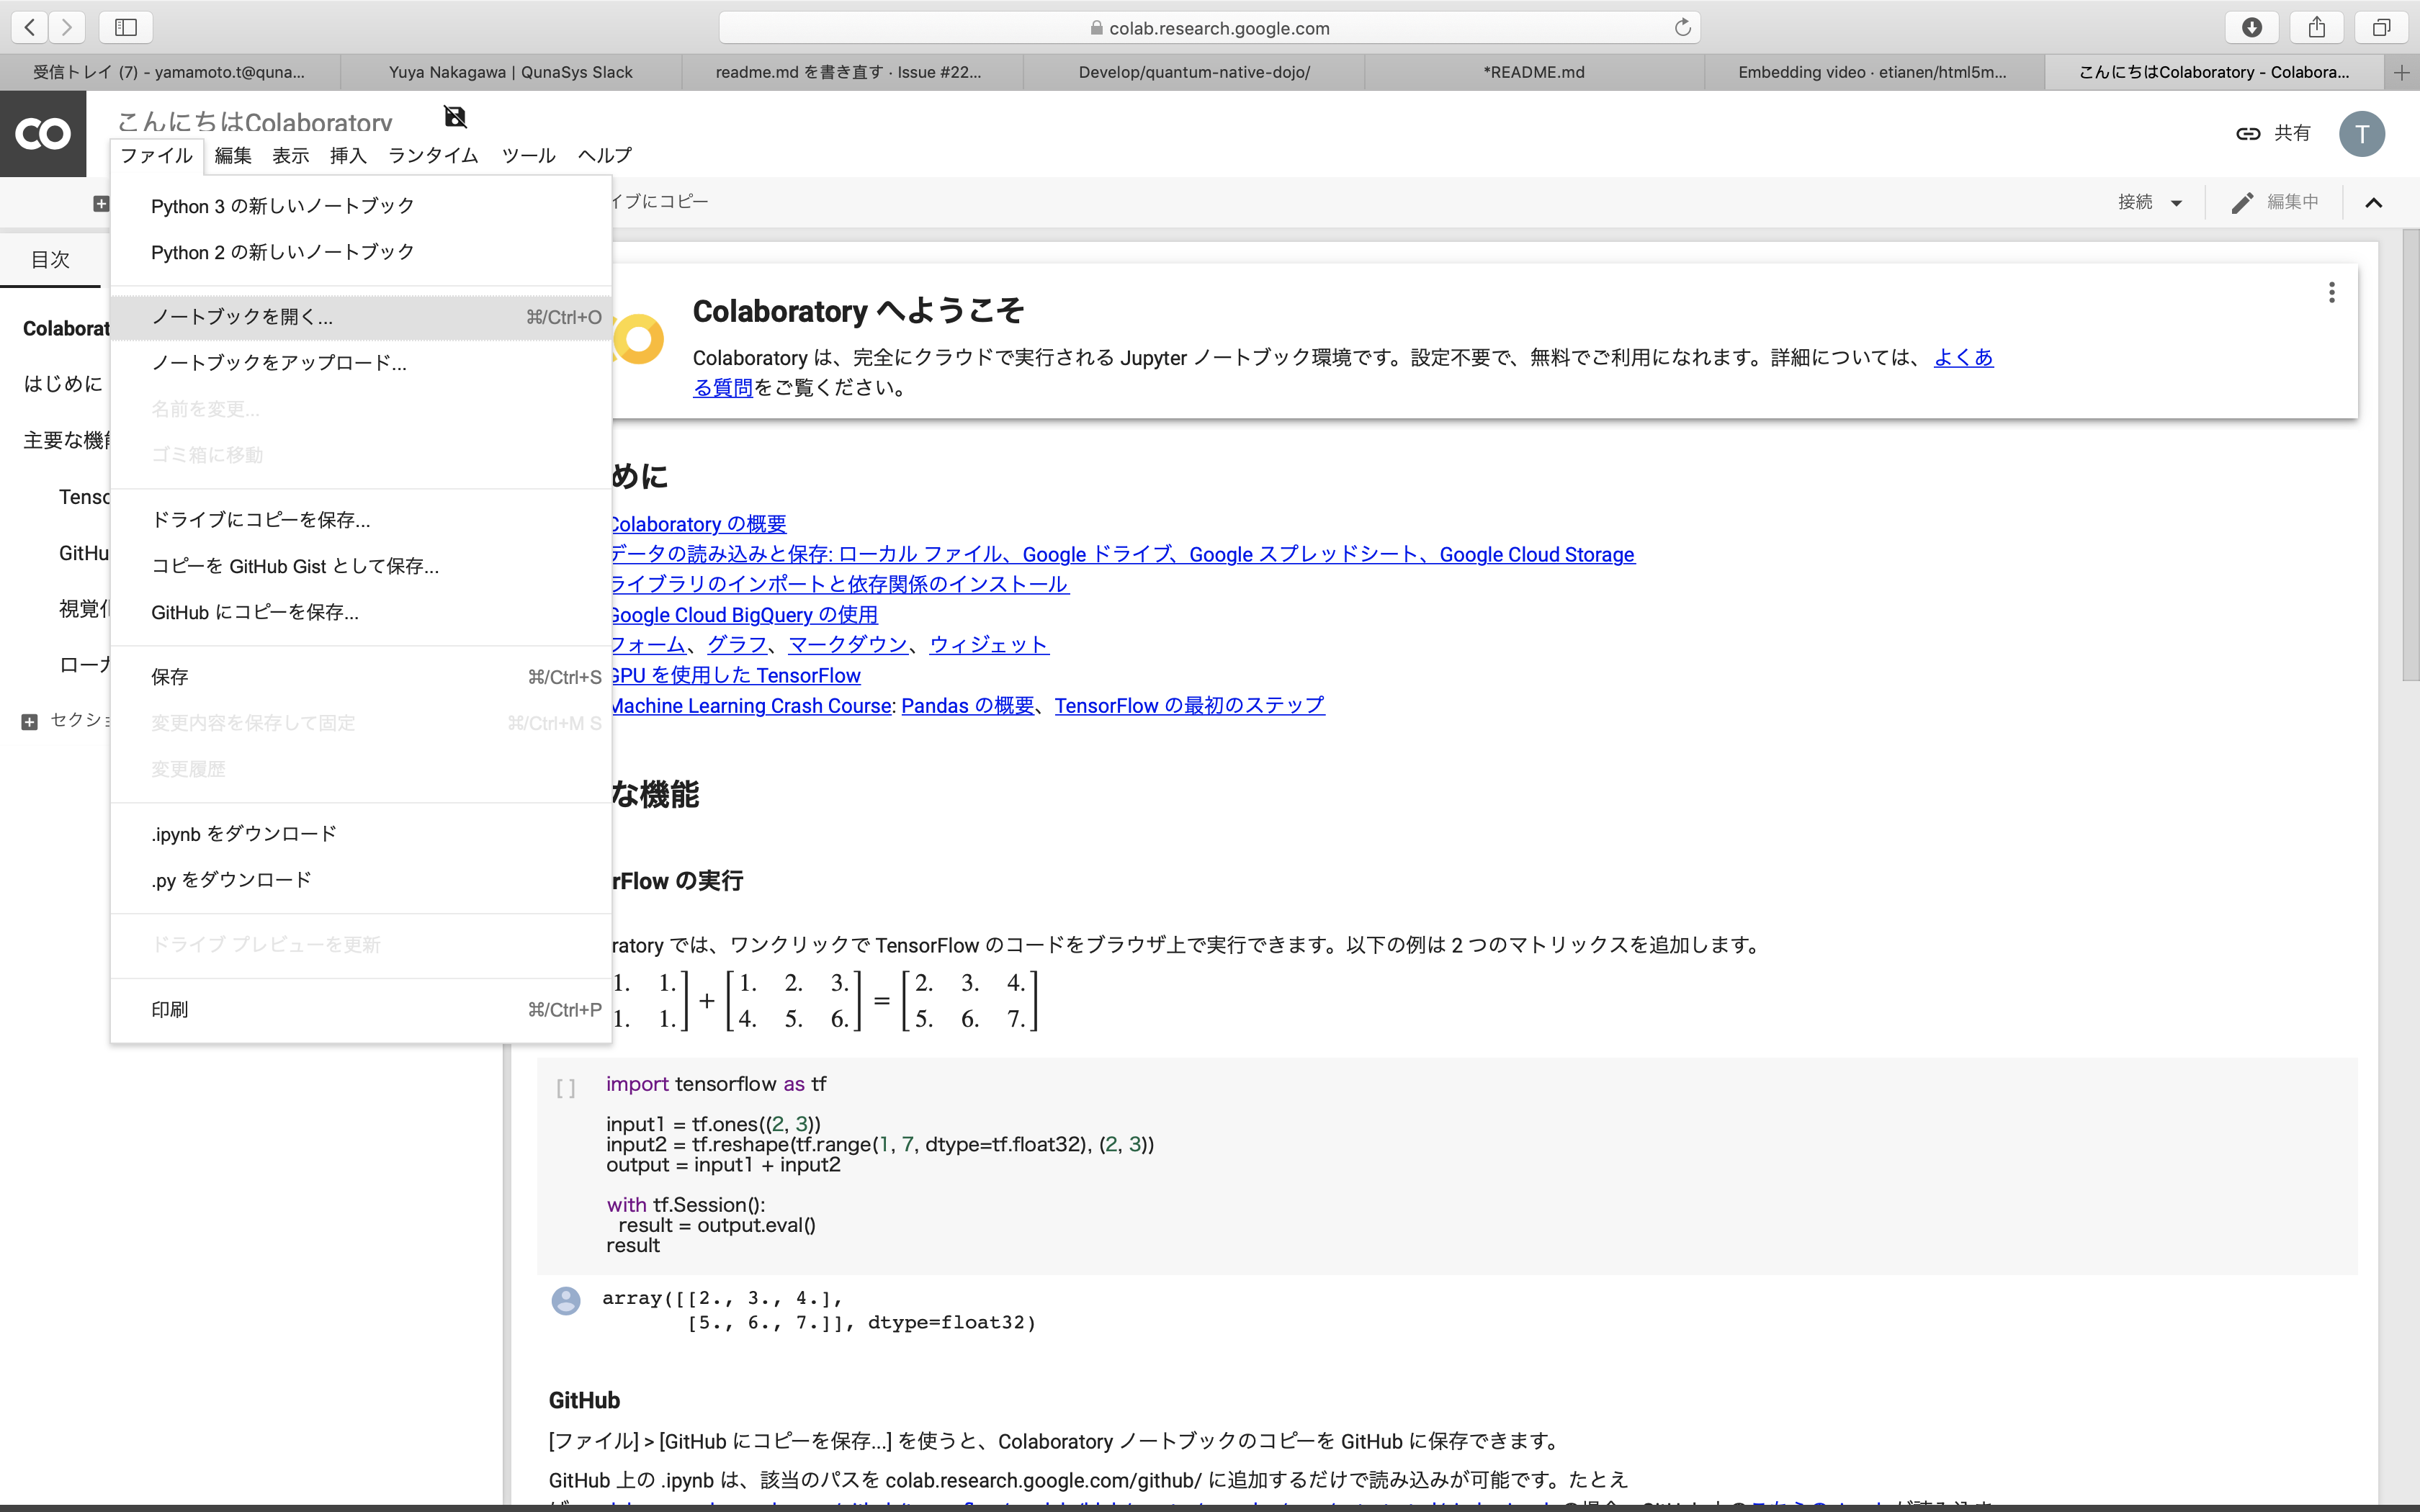 colab.research.google.com
受信トレイ (7) - yamamoto.t@quna...
Yuya Nakagawa | QunaSys Slack
readme.md を書き直す · Issue #22...
Develop/quantum-native-dojo/
*README.md
Embedding video · etianen/html5m...
こんにちはColaboratory - Colabora...
CO
こんにちはColaboratory
共有
T
ファイル 編集 表示 挿入 ランタイム ツール ヘルプ
イブにコピー
接続
編集中
目次
Colaborat
はじめに
主要な機
Tenso
GitHu
視覚
ロー
セクショ
Python 3 の新しいノートブック
Python 2 の新しいノートブック
ノートブックを開く... ⌘/Ctrl+O
ノートブックをアップロード...
名前を変更...
ゴミ箱に移動
ドライブにコピーを保存...
コピーを GitHub Gist として保存...
GitHub にコピーを保存...
保存 ⌘/Ctrl+S
変更内容を保存して固定 ⌘/Ctrl+M S
変更履歴
.ipynb をダウンロード
.py をダウンロード
ドライブ プレビューを更新
印刷 ⌘/Ctrl+P
Colaboratory へようこそ
Colaboratory は、完全にクラウドで実行される Jupyter ノートブック環境です。設定不要で、無料でご利用になれます。詳細については、 よくあ
る質問をご覧ください。
めに
Colaboratory の概要
データの読み込みと保存: ローカル ファイル、Google ドライブ、Google スプレッドシート、Google Cloud Storage
ライブラリのインポートと依存関係のインストール
Google Cloud BigQuery の使用
フォーム、グラフ、マークダウン、ウィジェット
GPU を使用した TensorFlow
Machine Learning Crash Course: Pandas の概要、TensorFlow の最初のステップ
な機能
rFlow の実行
ratory では、ワンクリックで TensorFlow のコードをブラウザ上で実行できます。以下の例は 2 つのマトリックスを追加します。
1. 1.] + [1. 2. 3.] = [2. 3. 4.]
1. 1.] [4. 5. 6.] [5. 6. 7.]
[ ] import tensorflow as tf
input1 = tf.ones((2, 3))
input2 = tf.reshape(tf.range(1, 7, dtype=tf.float32), (2, 3))
output = input1 + input2
with tf.Session():
result = output.eval()
result
array([[2., 3., 4.],
[5., 6., 7.]], dtype=float32)
GitHub
[ファイル] > [GitHub にコピーを保存...] を使うと、Colaboratory ノートブックのコピーを GitHub に保存できます。
GitHub 上の .ipynb は、該当のパスを colab.research.google.com/github/ に追加するだけで読み込みが可能です。たとえ